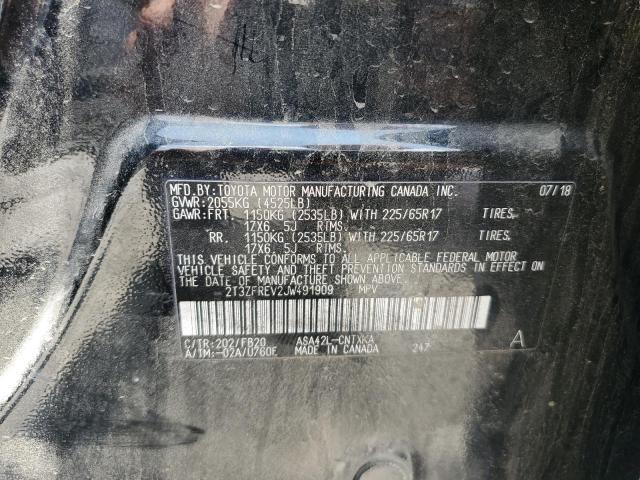 MFD.BY:TOYOTA MOTOR MANUFACTURING CANADA INC. 07/18
GVWR:2055KG (4525LB)
GAWR:FRT. 1150KG (2535LB) WITH 225/65R17 TIRES.
17X6.5J RIMS.
RR. 1150KG (2535LB) WITH 225/65R17 TIRES.
17X6.5J RIMS.
THIS VEHICLE CONFORMS TO ALL APPLICABLE FEDERAL MOTOR
VEHICLE SAFETY AND THEFT PREVENTION STANDARDS IN EFFECT ON
THE DATE OF MANUFACTURE SHOWN ABOVE.
2T3ZFREV2JW491909 MPV
C/TR:202/FB20 ASA42L-CNTXKA
A/TM:-02A/U760E MADE IN CANADA 247 A